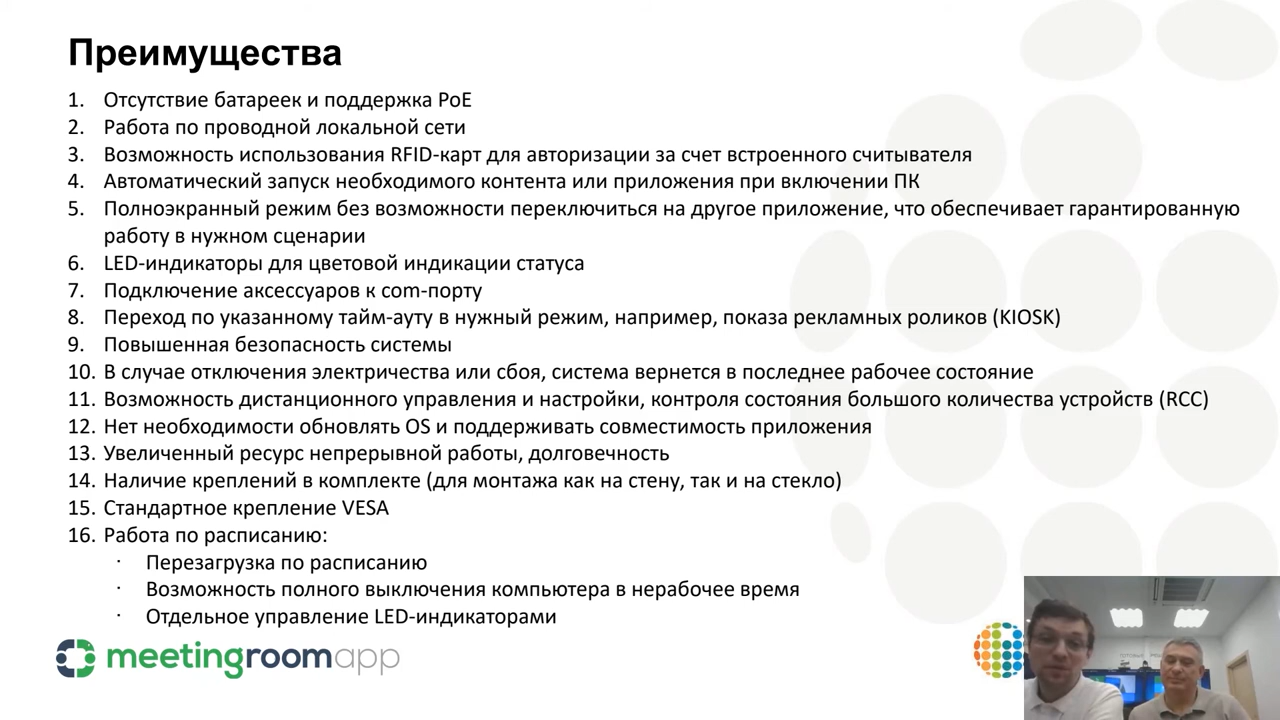 Преимущества
1. Отсутствие батареек и поддержка PoE
2. Работа по проводной локальной сети
3. Возможность использования RFID-карт для авторизации за счет встроенного считывателя
4. Автоматический запуск необходимого контента или приложения при включении ПК
5. Полноэкранный режим без возможности переключиться на другое приложение, что обеспечивает гарантированную
работу в нужном сценарии
6. LED-индикаторы для цветовой индикации статуса
7. Подключение аксессуаров к com-порту
8. Переход по указанному тайм-ауту в нужный режим, например, показа рекламных роликов (KIOSK)
9. Повышенная безопасность системы
10. В случае отключения электричества или сбоя, система вернется в последнее рабочее состояние
11. Возможность дистанционного управления и настройки, контроля состояния большого количества устройств (RCC)
12. Нет необходимости обновлять OS и поддерживать совместимость приложения
13. Увеличенный ресурс непрерывной работы, долговечность
14. Наличие креплений в комплекте (для монтажа как на стену, так и на стекло)
15. Стандартное крепление VESA
16. Работа по расписанию:
· Перезагрузка по расписанию
· Возможность полного выключения компьютера в нерабочее время
· Отдельное управление LED-индикаторами
meetingroomapp